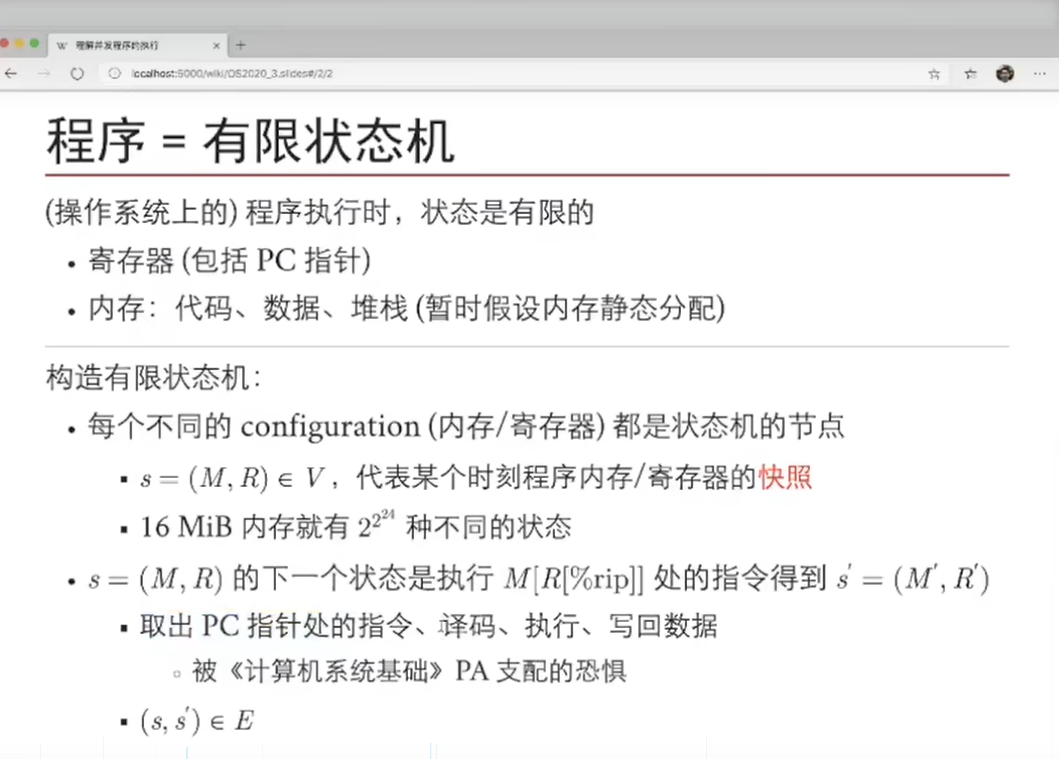 理解并发程序的执行
localhost:5000/wiki/OS2020_3.slides#/2/2
程序 = 有限状态机
(操作系统上的) 程序执行时，状态是有限的
• 寄存器 (包括 PC 指针)
• 内存：代码、数据、堆栈 (暂时假设内存静态分配)
构造有限状态机：
• 每个不同的 configuration (内存/寄存器) 都是状态机的节点
▪ s = (M, R) ∈ V ，代表某个时刻程序内存/寄存器的快照
▪ 16 MiB 内存就有 2^{2^{24}} 种不同的状态
• s = (M, R) 的下一个状态是执行 M[R[%rip]] 处的指令得到 s′ = (M′, R′)
▪ 取出 PC 指针处的指令、译码、执行、写回数据
○ 被《计算机系统基础》PA 支配的恐惧
▪ (s, s′) ∈ E